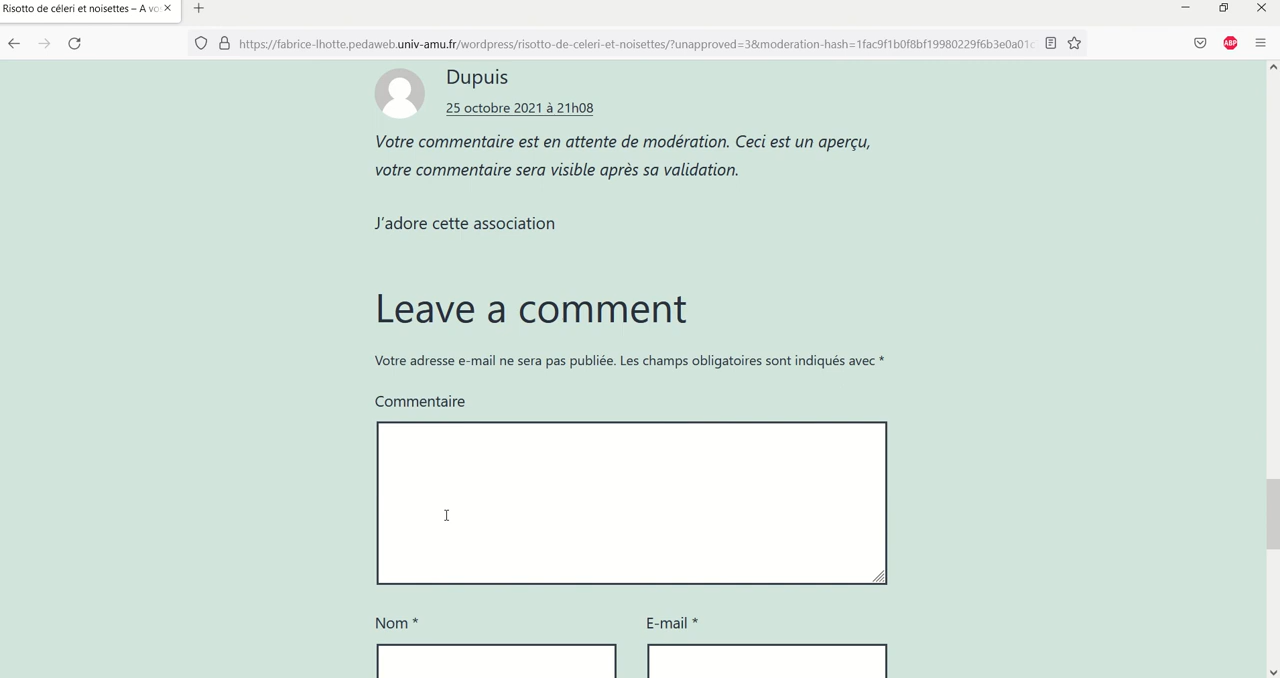 Risotto de céleri et noisettes – A vo
https://fabrice-lhotte.pedaweb.univ-amu.fr/wordpress/risotto-de-celeri-et-noisettes/?unapproved=3&moderation-hash=1fac9f1b0f8bf19980229f6b3e0a01c
ABP
Dupuis
25 octobre 2021 à 21h08
Votre commentaire est en attente de modération. Ceci est un aperçu,
votre commentaire sera visible après sa validation.
J’adore cette association
Leave a comment
Votre adresse e-mail ne sera pas publiée. Les champs obligatoires sont indiqués avec *
Commentaire
Nom *
E-mail *